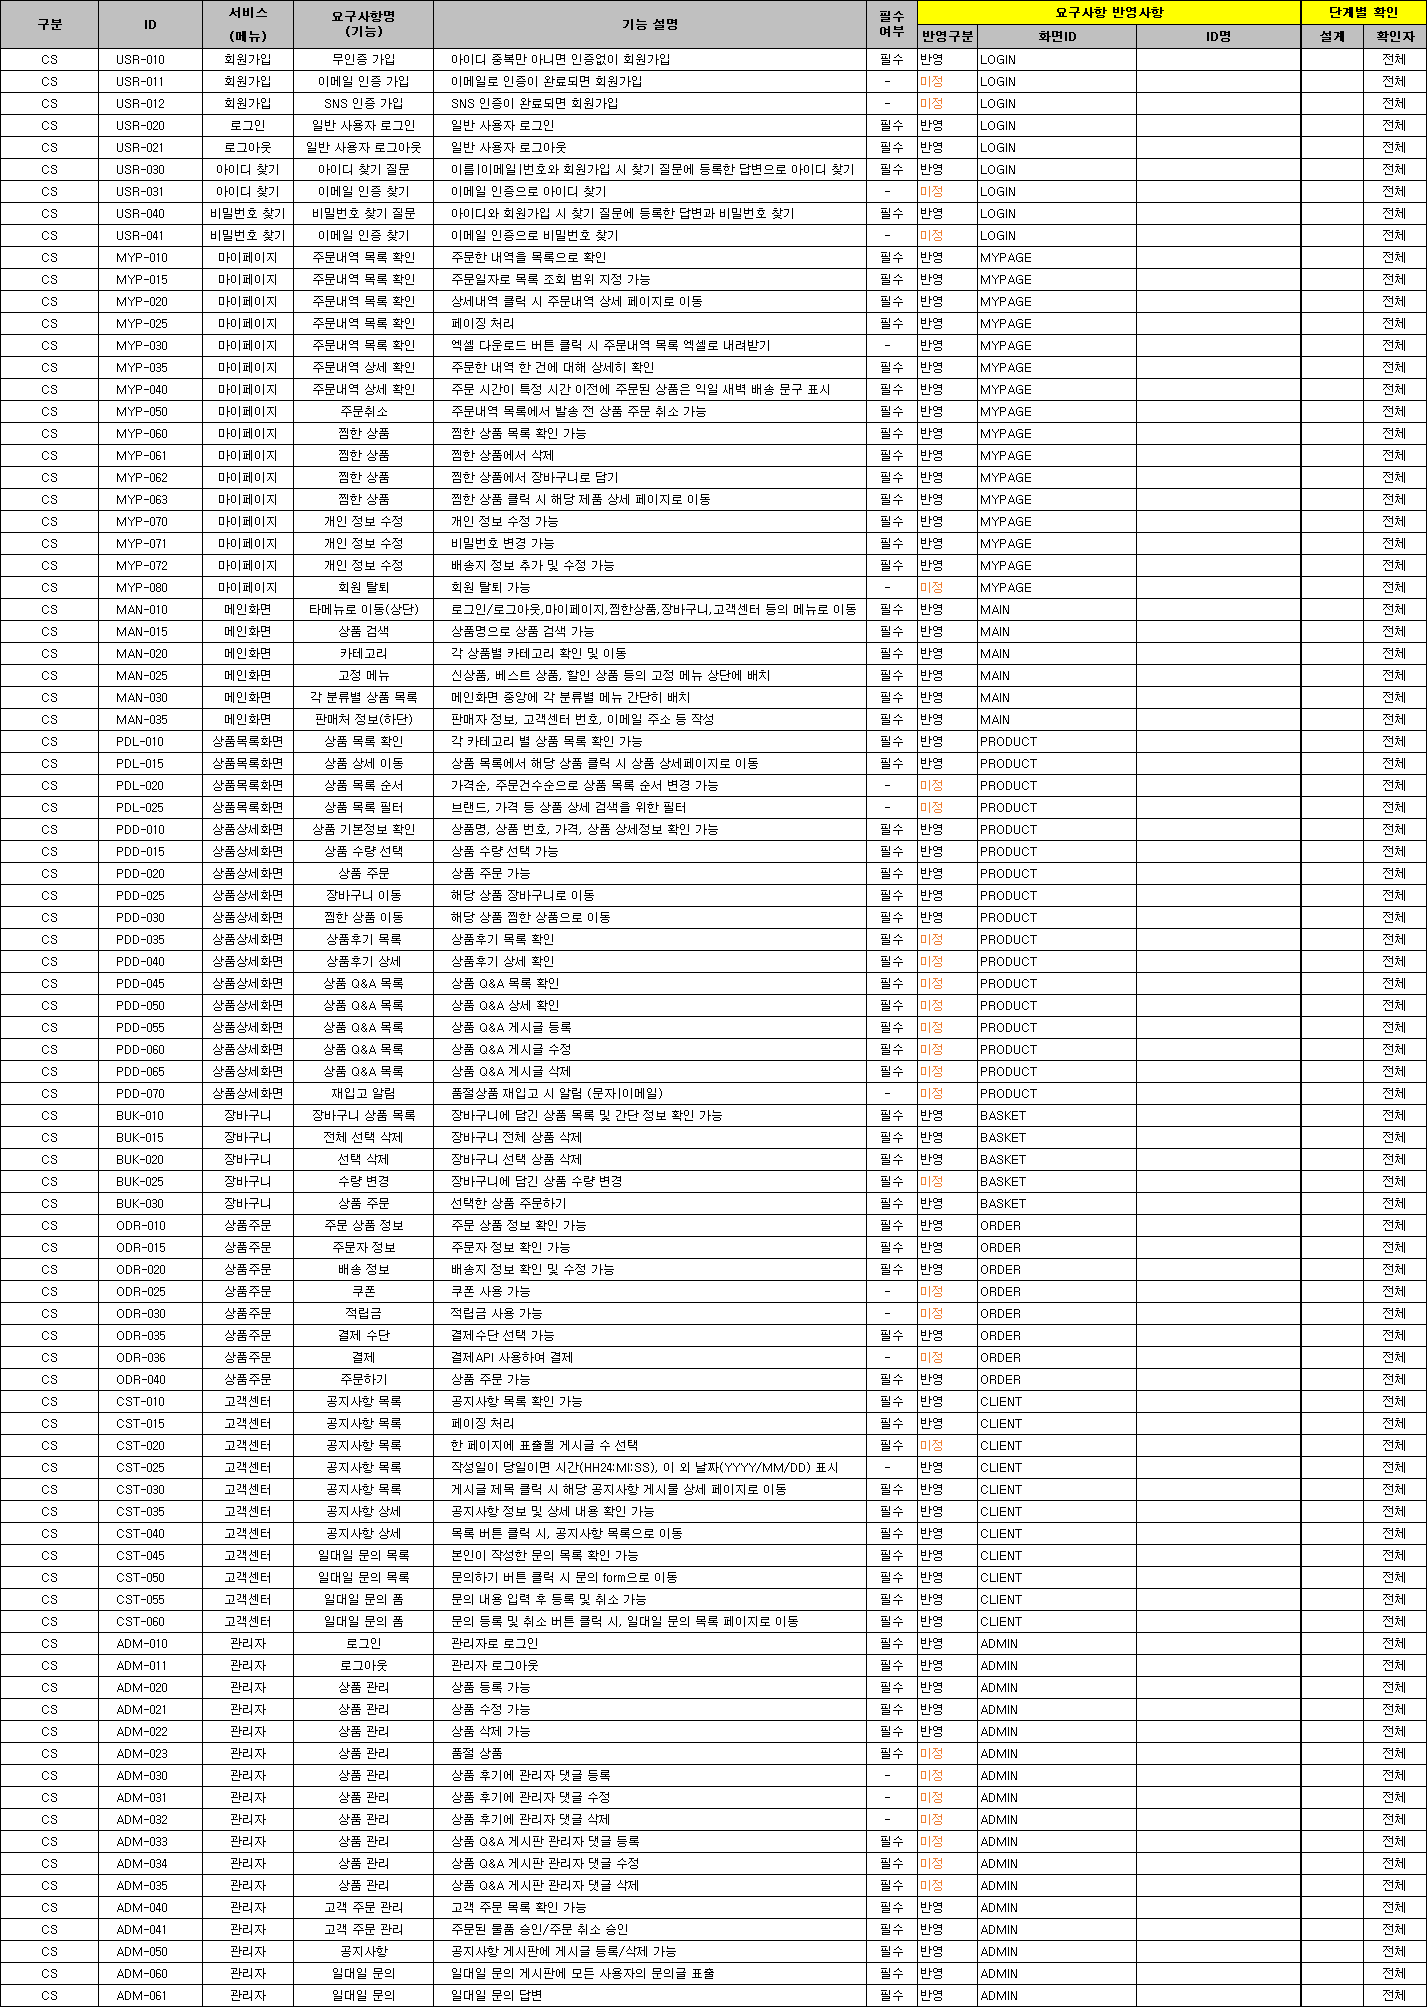 구분 ID 서비스 (메뉴) 요구사항명 (기능) 기능 설명 필수 여부 요구사항 반영사항 단계별 확인
반영구분 화면ID ID명 설계 확인자
CS USR-010 회원가입 무인증 가입 아이디 중복만 아니면 인증없이 회원가입 필수 반영 LOGIN 전체
CS USR-011 회원가입 이메일 인증 가입 이메일로 인증이 완료되면 회원가입 - 미정 LOGIN 전체
CS USR-012 회원가입 SNS 인증 가입 SNS 인증이 완료되면 회원가입 - 미정 LOGIN 전체
CS USR-020 로그인 일반 사용자 로그인 일반 사용자 로그인 필수 반영 LOGIN 전체
CS USR-021 로그아웃 일반 사용자 로그아웃 일반 사용자 로그아웃 필수 반영 LOGIN 전체
CS USR-030 아이디 찾기 아이디 찾기 질문 이름|이메일|번호와 회원가입 시 찾기 질문에 등록한 답변으로 아이디 찾기 필수 반영 LOGIN 전체
CS USR-031 아이디 찾기 이메일 인증 찾기 이메일 인증으로 아이디 찾기 - 미정 LOGIN 전체
CS USR-040 비밀번호 찾기 비밀번호 찾기 질문 아이디와 회원가입 시 찾기 질문에 등록한 답변과 비밀번호 찾기 필수 반영 LOGIN 전체
CS USR-041 비밀번호 찾기 이메일 인증 찾기 이메일 인증으로 비밀번호 찾기 - 미정 LOGIN 전체
CS MYP-010 마이페이지 주문내역 목록 확인 주문한 내역을 목록으로 확인 필수 반영 MYPAGE 전체
CS MYP-015 마이페이지 주문내역 목록 확인 주문일자로 목록 조회 범위 지정 가능 필수 반영 MYPAGE 전체
CS MYP-020 마이페이지 주문내역 목록 확인 상세내역 클릭 시 주문내역 상세 페이지로 이동 필수 반영 MYPAGE 전체
CS MYP-025 마이페이지 주문내역 목록 확인 페이징 처리 필수 반영 MYPAGE 전체
CS MYP-030 마이페이지 주문내역 목록 확인 엑셀 다운로드 버튼 클릭 시 주문내역 목록 엑셀로 내려받기 - 반영 MYPAGE 전체
CS MYP-035 마이페이지 주문내역 상세 확인 주문한 내역 한 건에 대해 상세히 확인 필수 반영 MYPAGE 전체
CS MYP-040 마이페이지 주문내역 상세 확인 주문 시간이 특정 시간 이전에 주문된 상품은 익일 새벽 배송 문구 표시 필수 반영 MYPAGE 전체
CS MYP-050 마이페이지 주문취소 주문내역 목록에서 발송 전 상품 주문 취소 가능 필수 반영 MYPAGE 전체
CS MYP-060 마이페이지 찜한 상품 찜한 상품 목록 확인 가능 필수 반영 MYPAGE 전체
CS MYP-061 마이페이지 찜한 상품 찜한 상품에서 삭제 필수 반영 MYPAGE 전체
CS MYP-062 마이페이지 찜한 상품 찜한 상품에서 장바구니로 담기 필수 반영 MYPAGE 전체
CS MYP-063 마이페이지 찜한 상품 찜한 상품 클릭 시 해당 제품 상세 페이지로 이동 필수 반영 MYPAGE 전체
CS MYP-070 마이페이지 개인 정보 수정 개인 정보 수정 가능 필수 반영 MYPAGE 전체
CS MYP-071 마이페이지 개인 정보 수정 비밀번호 변경 가능 필수 반영 MYPAGE 전체
CS MYP-072 마이페이지 개인 정보 수정 배송지 정보 추가 및 수정 가능 필수 반영 MYPAGE 전체
CS MYP-080 마이페이지 회원 탈퇴 회원 탈퇴 가능 - 미정 MYPAGE 전체
CS MAN-010 메인화면 타메뉴로 이동(상단) 로그인/로그아웃,마이페이지,찜한상품,장바구니,고객센터 등의 메뉴로 이동 필수 반영 MAIN 전체
CS MAN-015 메인화면 상품 검색 상품명으로 상품 검색 가능 필수 반영 MAIN 전체
CS MAN-020 메인화면 카테고리 각 상품별 카테고리 확인 및 이동 필수 반영 MAIN 전체
CS MAN-025 메인화면 고정 메뉴 신상품, 베스트 상품, 할인 상품 등의 고정 메뉴 상단에 배치 필수 반영 MAIN 전체
CS MAN-030 메인화면 각 분류별 상품 목록 메인화면 중앙에 각 분류별 메뉴 간단히 배치 필수 반영 MAIN 전체
CS MAN-035 메인화면 판매처 정보(하단) 판매자 정보, 고객센터 번호, 이메일 주소 등 작성 필수 반영 MAIN 전체
CS PDL-010 상품목록화면 상품 목록 확인 각 카테고리 별 상품 목록 확인 가능 필수 반영 PRODUCT 전체
CS PDL-015 상품목록화면 상품 상세 이동 상품 목록에서 해당 상품 클릭 시 상품 상세페이지로 이동 필수 반영 PRODUCT 전체
CS PDL-020 상품목록화면 상품 목록 순서 가격순, 주문건수순으로 상품 목록 순서 변경 가능 - 미정 PRODUCT 전체
CS PDL-025 상품목록화면 상품 목록 필터 브랜드, 가격 등 상품 상세 검색을 위한 필터 - 미정 PRODUCT 전체
CS PDD-010 상품상세화면 상품 기본정보 확인 상품명, 상품 번호, 가격, 상품 상세정보 확인 가능 필수 반영 PRODUCT 전체
CS PDD-015 상품상세화면 상품 수량 선택 상품 수량 선택 가능 필수 반영 PRODUCT 전체
CS PDD-020 상품상세화면 상품 주문 상품 주문 가능 필수 반영 PRODUCT 전체
CS PDD-025 상품상세화면 장바구니 이동 해당 상품 장바구니로 이동 필수 반영 PRODUCT 전체
CS PDD-030 상품상세화면 찜한 상품 이동 해당 상품 찜한 상품으로 이동 필수 반영 PRODUCT 전체
CS PDD-035 상품상세화면 상품후기 목록 상품후기 목록 확인 필수 미정 PRODUCT 전체
CS PDD-040 상품상세화면 상품후기 상세 상품후기 상세 확인 필수 미정 PRODUCT 전체
CS PDD-045 상품상세화면 상품 Q&A 목록 상품 Q&A 목록 확인 필수 미정 PRODUCT 전체
CS PDD-050 상품상세화면 상품 Q&A 목록 상품 Q&A 상세 확인 필수 미정 PRODUCT 전체
CS PDD-055 상품상세화면 상품 Q&A 목록 상품 Q&A 게시글 등록 필수 미정 PRODUCT 전체
CS PDD-060 상품상세화면 상품 Q&A 목록 상품 Q&A 게시글 수정 필수 미정 PRODUCT 전체
CS PDD-065 상품상세화면 상품 Q&A 목록 상품 Q&A 게시글 삭제 필수 미정 PRODUCT 전체
CS PDD-070 상품상세화면 재입고 알림 품절상품 재입고 시 알림 (문자|이메일) - 미정 PRODUCT 전체
CS BUK-010 장바구니 장바구니 상품 목록 장바구니에 담긴 상품 목록 및 간단 정보 확인 가능 필수 반영 BASKET 전체
CS BUK-015 장바구니 전체 선택 삭제 장바구니 전체 상품 삭제 필수 반영 BASKET 전체
CS BUK-020 장바구니 선택 삭제 장바구니 선택 상품 삭제 필수 반영 BASKET 전체
CS BUK-025 장바구니 수량 변경 장바구니에 담긴 상품 수량 변경 필수 미정 BASKET 전체
CS BUK-030 장바구니 상품 주문 선택한 상품 주문하기 필수 반영 BASKET 전체
CS ODR-010 상품주문 주문 상품 정보 주문 상품 정보 확인 가능 필수 반영 ORDER 전체
CS ODR-015 상품주문 주문자 정보 주문자 정보 확인 가능 필수 반영 ORDER 전체
CS ODR-020 상품주문 배송 정보 배송지 정보 확인 및 수정 가능 필수 반영 ORDER 전체
CS ODR-025 상품주문 쿠폰 쿠폰 사용 가능 - 미정 ORDER 전체
CS ODR-030 상품주문 적립금 적립금 사용 가능 - 미정 ORDER 전체
CS ODR-035 상품주문 결제 수단 결제수단 선택 가능 필수 반영 ORDER 전체
CS ODR-036 상품주문 결제 결제API 사용하여 결제 - 미정 ORDER 전체
CS ODR-040 상품주문 주문하기 상품 주문 가능 필수 반영 ORDER 전체
CS CST-010 고객센터 공지사항 목록 공지사항 목록 확인 가능 필수 반영 CLIENT 전체
CS CST-015 고객센터 공지사항 목록 페이징 처리 필수 반영 CLIENT 전체
CS CST-020 고객센터 공지사항 목록 한 페이지에 표출될 게시글 수 선택 필수 미정 CLIENT 전체
CS CST-025 고객센터 공지사항 목록 작성일이 당일이면 시간(HH24:MI:SS), 이 외 날짜(YYYY/MM/DD) 표시 - 반영 CLIENT 전체
CS CST-030 고객센터 공지사항 목록 게시글 제목 클릭 시 해당 공지사항 게시물 상세 페이지로 이동 필수 반영 CLIENT 전체
CS CST-035 고객센터 공지사항 상세 공지사항 정보 및 상세 내용 확인 가능 필수 반영 CLIENT 전체
CS CST-040 고객센터 공지사항 상세 목록 버튼 클릭 시, 공지사항 목록으로 이동 필수 반영 CLIENT 전체
CS CST-045 고객센터 일대일 문의 목록 본인이 작성한 문의 목록 확인 가능 필수 반영 CLIENT 전체
CS CST-050 고객센터 일대일 문의 목록 문의하기 버튼 클릭 시 문의 form으로 이동 필수 반영 CLIENT 전체
CS CST-055 고객센터 일대일 문의 폼 문의 내용 입력 후 등록 및 취소 가능 필수 반영 CLIENT 전체
CS CST-060 고객센터 일대일 문의 폼 문의 등록 및 취소 버튼 클릭 시, 일대일 문의 목록 페이지로 이동 필수 반영 CLIENT 전체
CS ADM-010 관리자 로그인 관리자로 로그인 필수 반영 ADMIN 전체
CS ADM-011 관리자 로그아웃 관리자 로그아웃 필수 반영 ADMIN 전체
CS ADM-020 관리자 상품 관리 상품 등록 가능 필수 반영 ADMIN 전체
CS ADM-021 관리자 상품 관리 상품 수정 가능 필수 반영 ADMIN 전체
CS ADM-022 관리자 상품 관리 상품 삭제 가능 필수 반영 ADMIN 전체
CS ADM-023 관리자 상품 관리 품절 상품 필수 미정 ADMIN 전체
CS ADM-030 관리자 상품 관리 상품 후기에 관리자 댓글 등록 - 미정 ADMIN 전체
CS ADM-031 관리자 상품 관리 상품 후기에 관리자 댓글 수정 - 미정 ADMIN 전체
CS ADM-032 관리자 상품 관리 상품 후기에 관리자 댓글 삭제 - 미정 ADMIN 전체
CS ADM-033 관리자 상품 관리 상품 Q&A 게시판 관리자 댓글 등록 필수 미정 ADMIN 전체
CS ADM-034 관리자 상품 관리 상품 Q&A 게시판 관리자 댓글 수정 필수 미정 ADMIN 전체
CS ADM-035 관리자 상품 관리 상품 Q&A 게시판 관리자 댓글 삭제 필수 미정 ADMIN 전체
CS ADM-040 관리자 고객 주문 관리 고객 주문 목록 확인 가능 필수 반영 ADMIN 전체
CS ADM-041 관리자 고객 주문 관리 주문된 물품 승인/주문 취소 승인 필수 반영 ADMIN 전체
CS ADM-050 관리자 공지사항 공지사항 게시판에 게시글 등록/삭제 가능 필수 반영 ADMIN 전체
CS ADM-060 관리자 일대일 문의 일대일 문의 게시판에 모든 사용자의 문의글 표출 필수 반영 ADMIN 전체
CS ADM-061 관리자 일대일 문의 일대일 문의 답변 필수 반영 ADMIN 전체